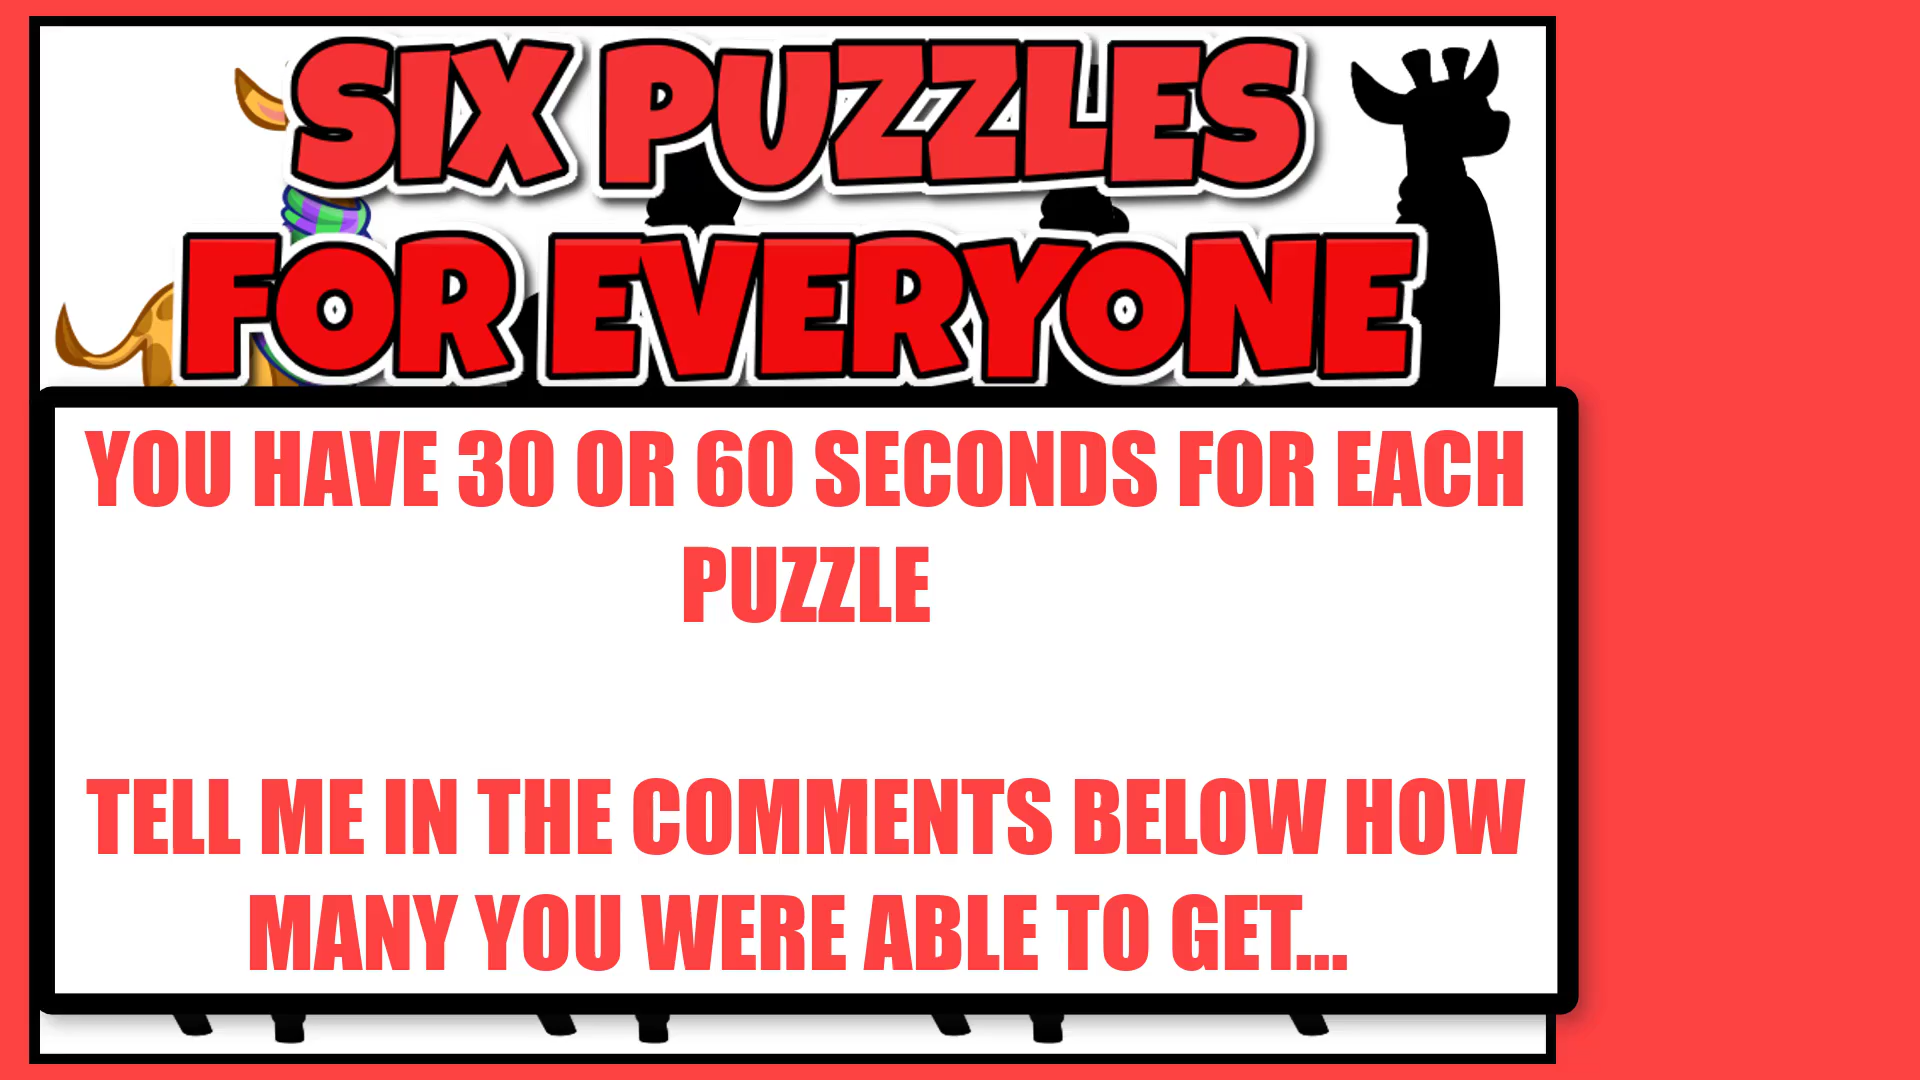 SIX PUZZLES
FOR EVERYONE
YOU HAVE 30 OR 60 SECONDS FOR EACH
PUZZLE
TELL ME IN THE COMMENTS BELOW HOW
MANY YOU WERE ABLE TO GET...